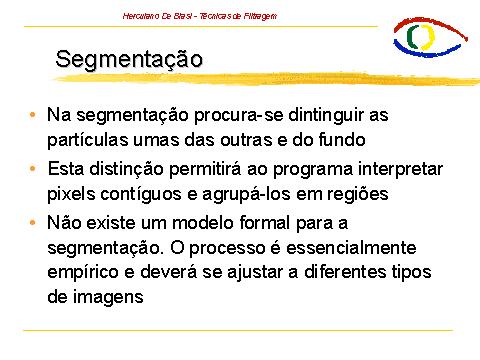 Herculano De Biasi - Técnicas de Filtragem
Segmentação
• Na segmentação procura-se dintinguir as
partículas umas das outras e do fundo
• Esta distinção permitirá ao programa interpretar
pixels contíguos e agrupá-los em regiões
• Não existe um modelo formal para a
segmentação. O processo é essencialmente
empírico e deverá se ajustar a diferentes tipos
de imagens